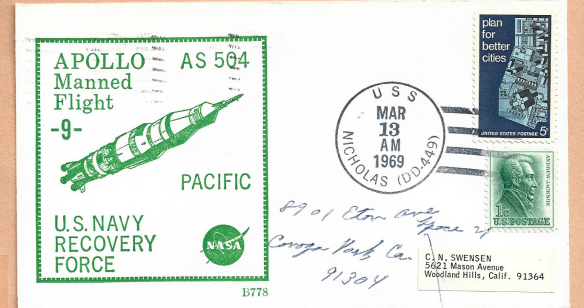 APOLLO AS 504
Manned
Flight
-9-
PACIFIC
U.S. NAVY
RECOVERY
FORCE
NASA
B778
USS
MAR
13
AM
1969
NICHOLAS (DD-449)
plan
for
better
cities
UNITED STATES POSTAGE 5c
ANDREW JACKSON
1c
U.S. POSTAGE
8901 Eton ave
Space 24
Canoga Park Ca.
91304
C. N. SWENSEN
5621 Mason Avenue
Woodland Hills, Calif. 91364